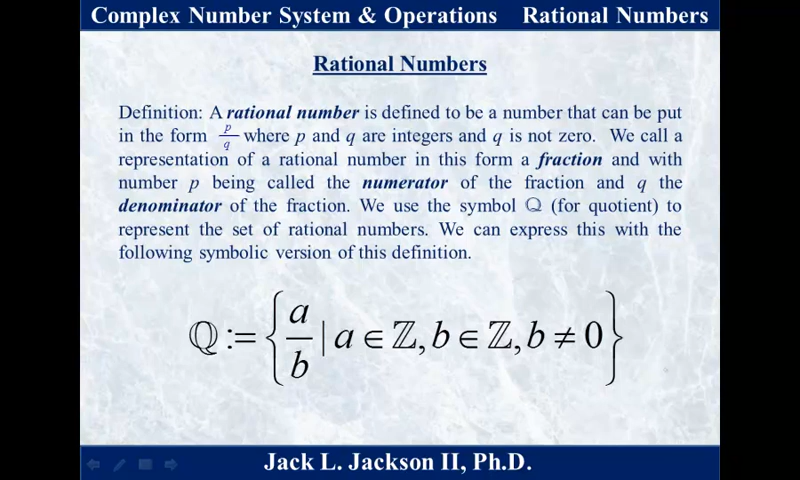 Complex Number System & Operations Rational Numbers
Rational Numbers
Definition: A rational number is defined to be a number that can be put
in the form p/q where p and q are integers and q is not zero. We call a
representation of a rational number in this form a fraction and with
number p being called the numerator of the fraction and q the
denominator of the fraction. We use the symbol ℚ (for quotient) to
represent the set of rational numbers. We can express this with the
following symbolic version of this definition.
ℚ := { a/b | a ∈ ℤ, b ∈ ℤ, b ≠ 0 }
Jack L. Jackson II, Ph.D.